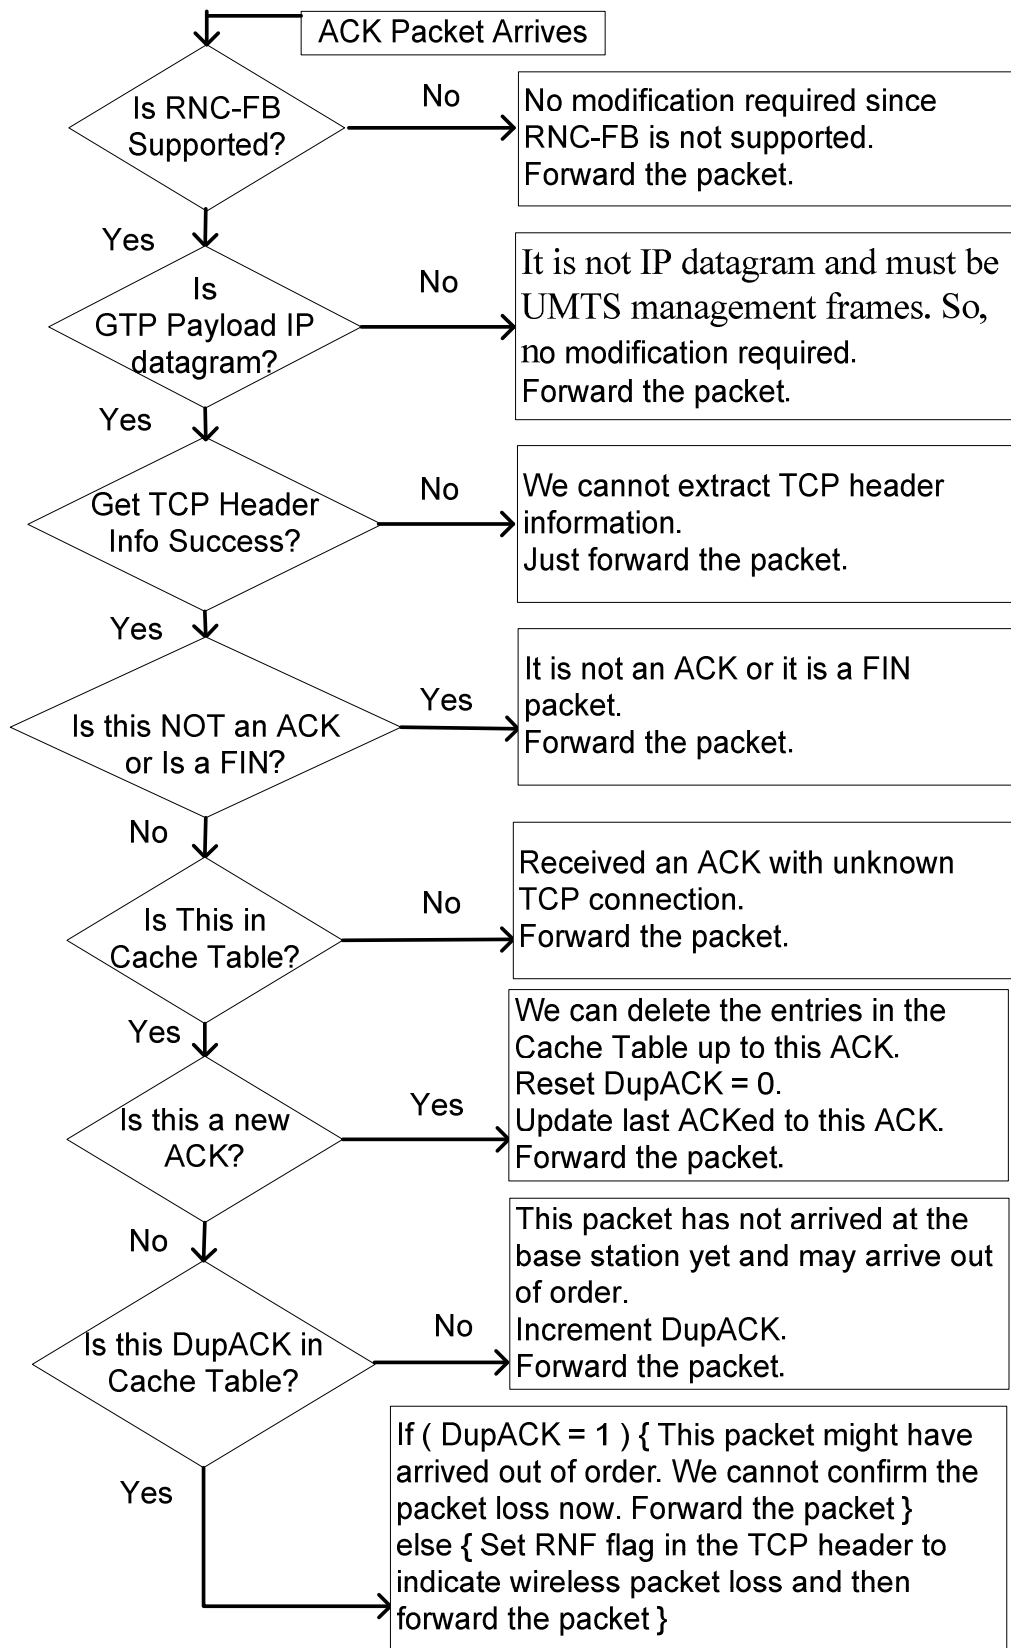 ACK Packet Arrives
Is RNC-FB
Supported?
No
No modification required since
RNC-FB is not supported.
Forward the packet.
Yes
Is
GTP Payload IP
datagram?
No
It is not IP datagram and must be
UMTS management frames. So,
no modification required.
Forward the packet.
Yes
Get TCP Header
Info Success?
No
We cannot extract TCP header
information.
Just forward the packet.
Yes
Is this NOT an ACK
or Is a FIN?
Yes
It is not an ACK or it is a FIN
packet.
Forward the packet.
No
Is This in
Cache Table?
No
Received an ACK with unknown
TCP connection.
Forward the packet.
Yes
Is this a new
ACK?
Yes
We can delete the entries in the
Cache Table up to this ACK.
Reset DupACK = 0.
Update last ACKed to this ACK.
Forward the packet.
No
Is this DupACK in
Cache Table?
No
This packet has not arrived at the
base station yet and may arrive out
of order.
Increment DupACK.
Forward the packet.
Yes
If ( DupACK = 1 ) { This packet might have
arrived out of order. We cannot confirm the
packet loss now. Forward the packet }
else { Set RNF flag in the TCP header to
indicate wireless packet loss and then
forward the packet }